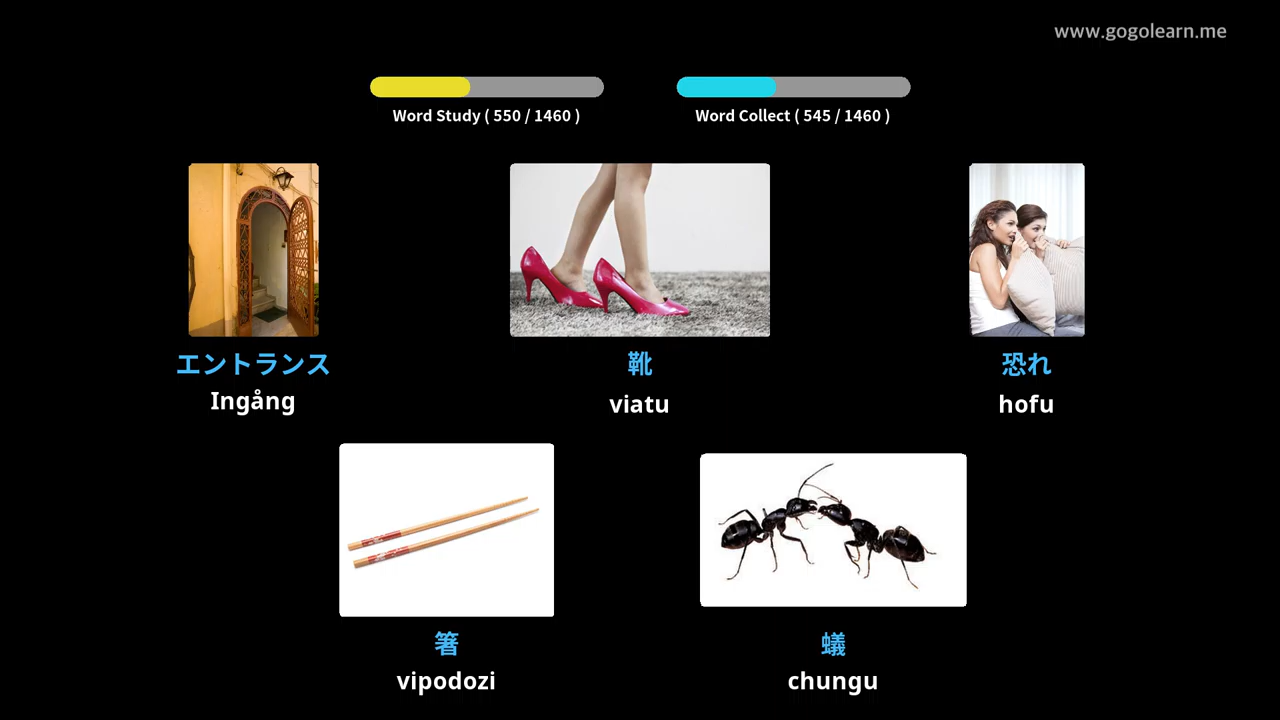 www.gogolearn.me
Word Study ( 550 / 1460 )
Word Collect ( 545 / 1460 )
エントランス
Ingång
靴
viatu
恐れ
hofu
箸
vipodozi
蟻
chungu